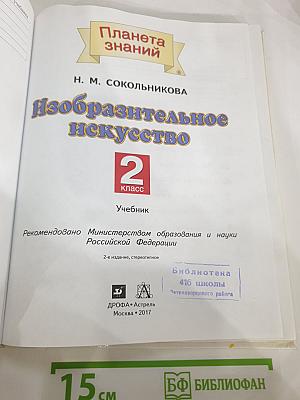 Планета
знаний
Н. М. СОКОЛЬНИКОВА
Изобразительное
искусство
2
класс
Учебник
Рекомендовано Министерством образования и науки
Российской Федерации
2-е издание, стереотипное
ДРОФА • Астрель
Москва • 2017
Библиотека
школы
15 см
БФ БИБЛИОФАН